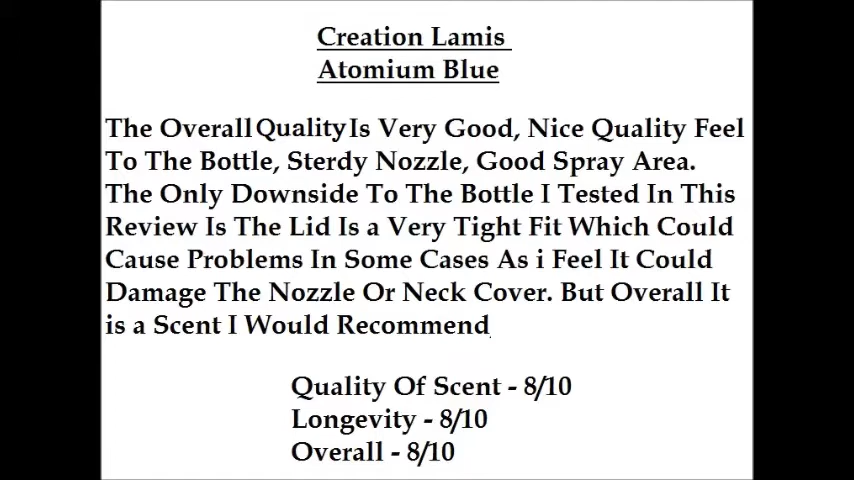 Creation Lamis
Atomium Blue
The Overall Quality Is Very Good, Nice Quality Feel
To The Bottle, Sterdy Nozzle, Good Spray Area.
The Only Downside To The Bottle I Tested In This
Review Is The Lid Is a Very Tight Fit Which Could
Cause Problems In Some Cases As i Feel It Could
Damage The Nozzle Or Neck Cover. But Overall It
is a Scent I Would Recommend.
Quality Of Scent - 8/10
Longevity - 8/10
Overall - 8/10